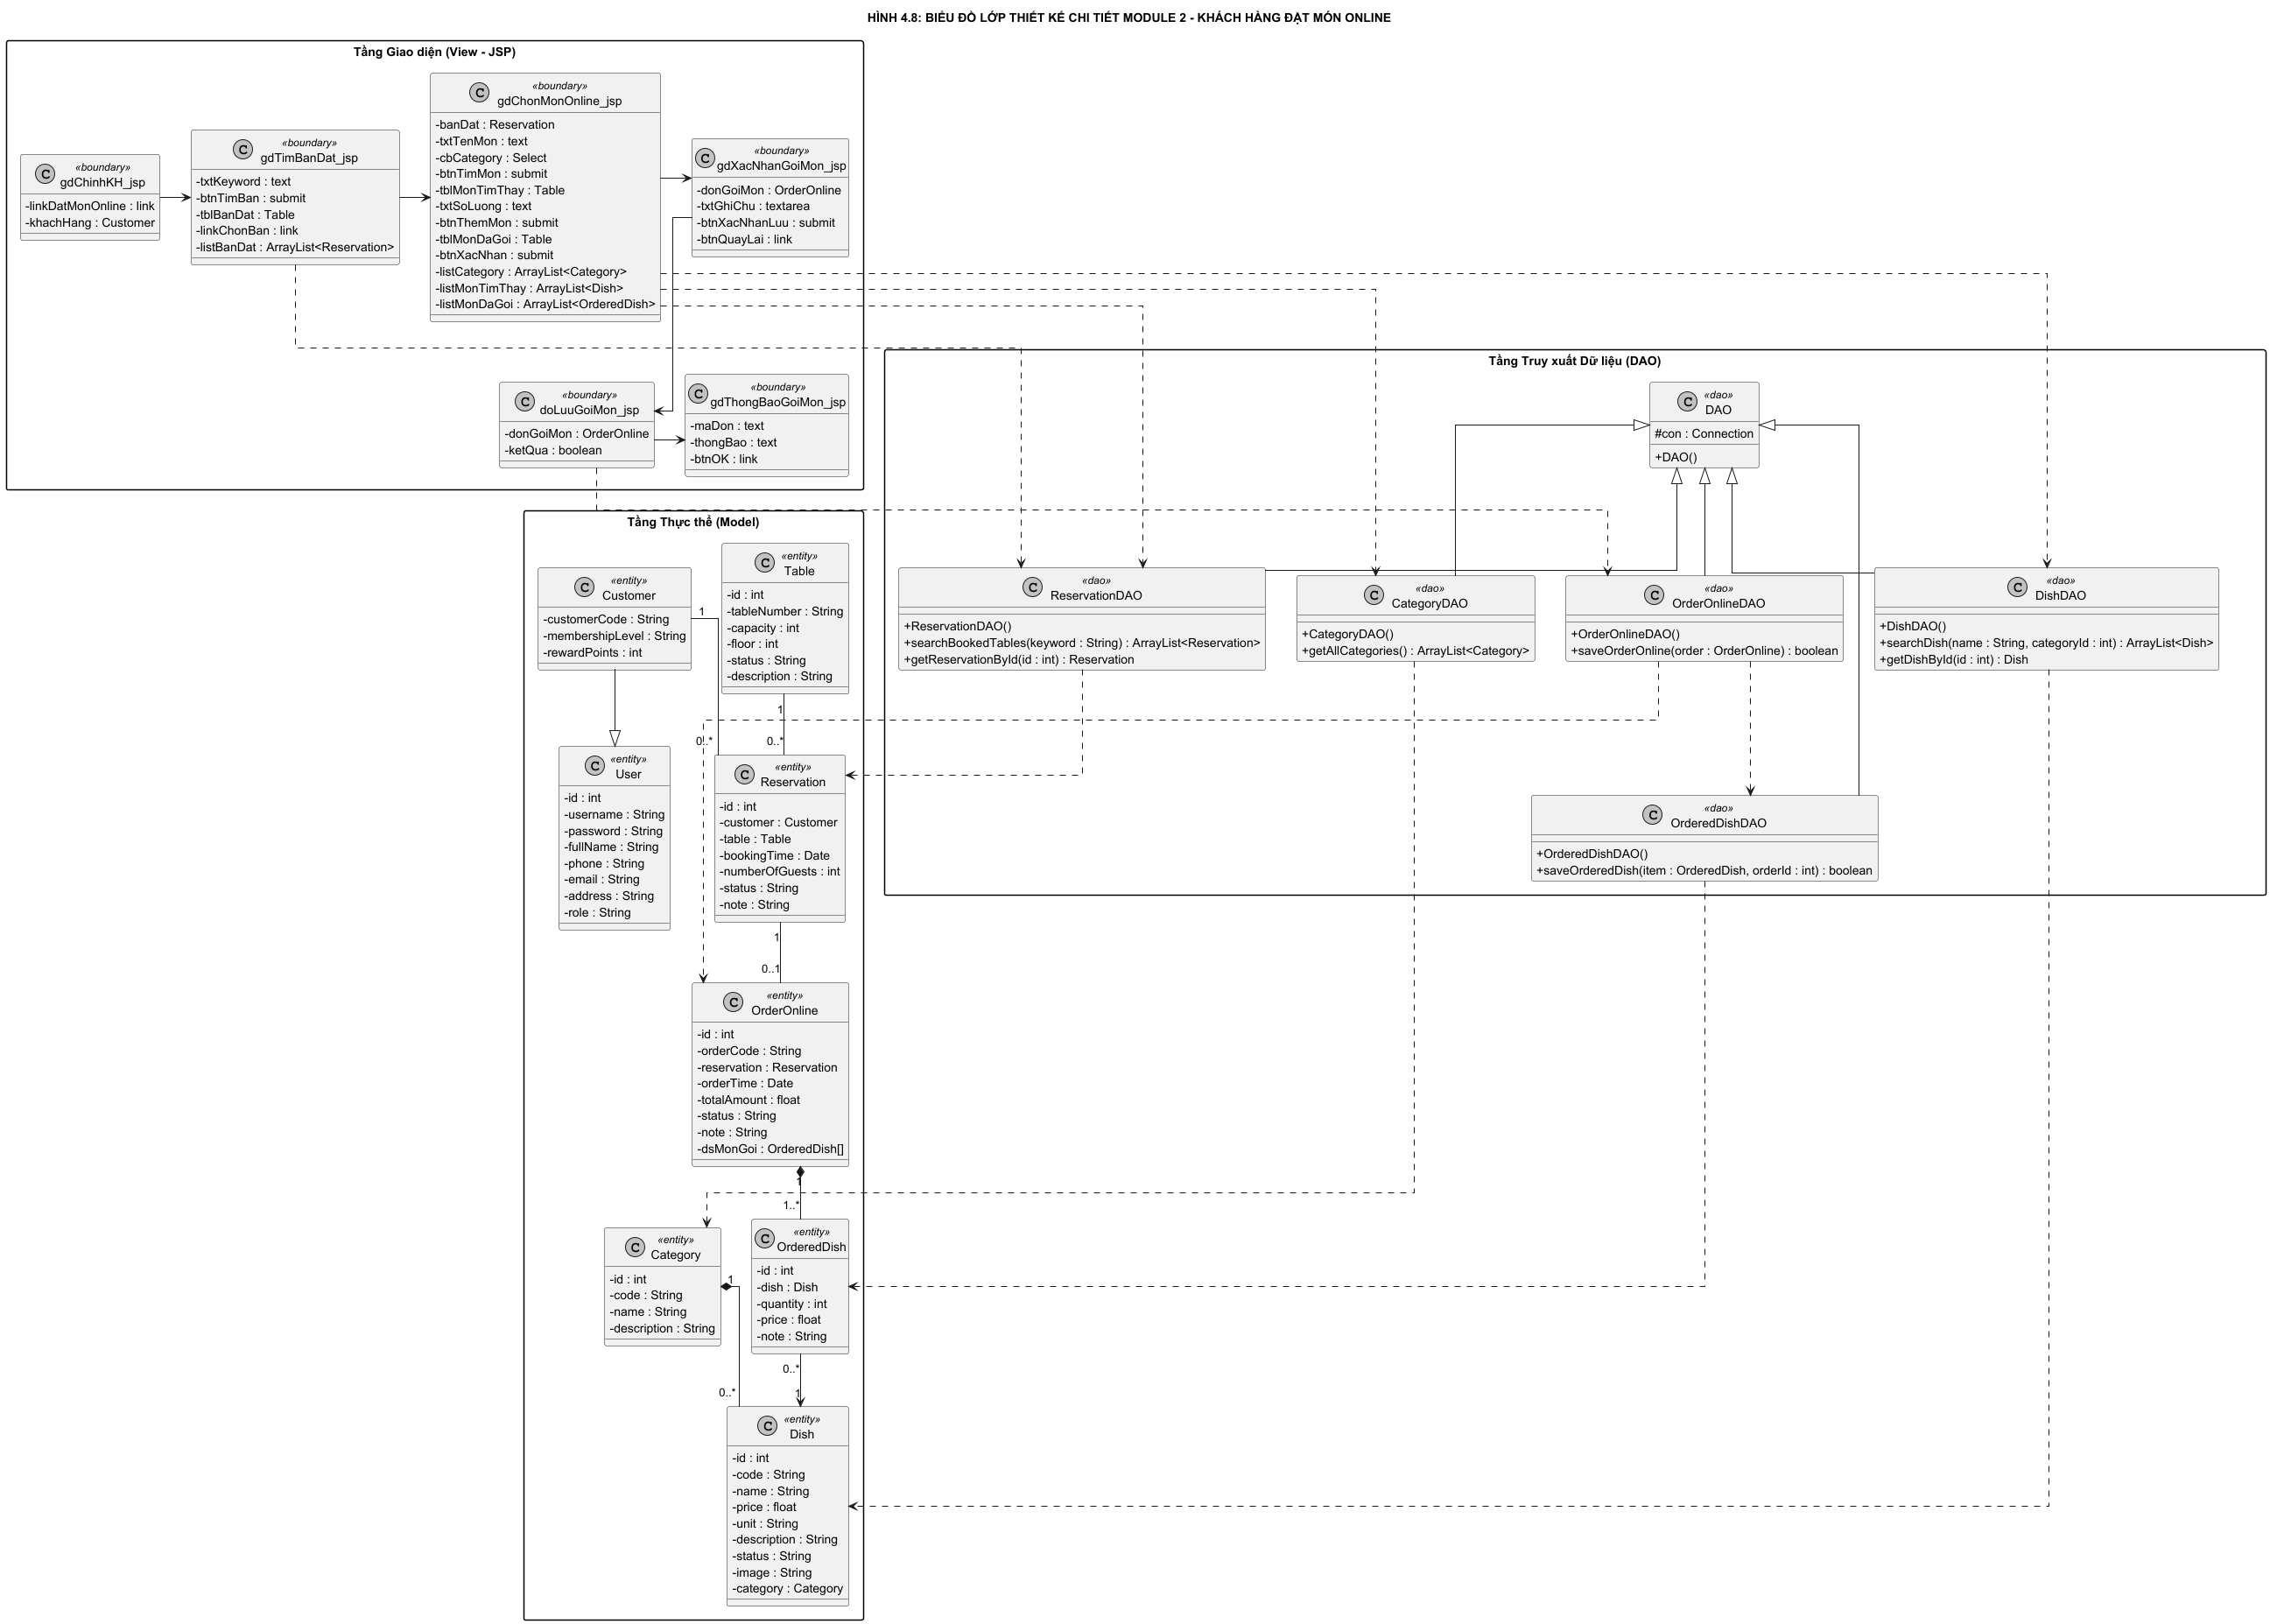 HÌNH 4.8: BIỂU ĐỒ LỚP THIẾT KẾ CHI TIẾT MODULE 2 - KHÁCH HÀNG ĐẶT MÓN ONLINE
Tầng Giao diện (View - JSP)
C
«boundary»
gdChinhKH_jsp
-linkDatMonOnline : link
-khachHang : Customer
C
«boundary»
gdTimBanDat_jsp
-txtKeyword : text
-btnTimBan : submit
-tblBanDat : Table
-linkChonBan : link
-listBanDat : ArrayList<Reservation>
C
«boundary»
gdChonMonOnline_jsp
-banDat : Reservation
-txtTenMon : text
-cbCategory : Select
-btnTimMon : submit
-tblMonTimThay : Table
-txtSoLuong : text
-btnThemMon : submit
-tblMonDaGoi : Table
-btnXacNhan : submit
-listCategory : ArrayList<Category>
-listMonTimThay : ArrayList<Dish>
-listMonDaGoi : ArrayList<OrderedDish>
C
«boundary»
gdXacNhanGoiMon_jsp
-donGoiMon : OrderOnline
-txtGhiChu : textarea
-btnXacNhanLuu : submit
-btnQuayLai : link
C
«boundary»
doLuuGoiMon_jsp
-donGoiMon : OrderOnline
-ketQua : boolean
C
«boundary»
gdThongBaoGoiMon_jsp
-maDon : text
-thongBao : text
-btnOK : link
Tầng Truy xuất Dữ liệu (DAO)
C
«dao»
DAO
#con : Connection
+DAO()
C
«dao»
ReservationDAO
+ReservationDAO()
+searchBookedTables(keyword : String) : ArrayList<Reservation>
+getReservationById(id : int) : Reservation
C
«dao»
CategoryDAO
+CategoryDAO()
+getAllCategories() : ArrayList<Category>
C
«dao»
OrderOnlineDAO
+OrderOnlineDAO()
+saveOrderOnline(order : OrderOnline) : boolean
C
«dao»
DishDAO
+DishDAO()
+searchDish(name : String, categoryId : int) : ArrayList<Dish>
+getDishById(id : int) : Dish
C
«dao»
OrderedDishDAO
+OrderedDishDAO()
+saveOrderedDish(item : OrderedDish, orderId : int) : boolean
Tầng Thực thể (Model)
C
«entity»
Customer
-customerCode : String
-membershipLevel : String
-rewardPoints : int
1
C
«entity»
Table
-id : int
-tableNumber : String
-capacity : int
-floor : int
-status : String
-description : String
1
0..*
0..*
C
«entity»
User
-id : int
-username : String
-password : String
-fullName : String
-phone : String
-email : String
-address : String
-role : String
C
«entity»
Reservation
-id : int
-customer : Customer
-table : Table
-bookingTime : Date
-numberOfGuests : int
-status : String
-note : String
1
0..1
C
«entity»
OrderOnline
-id : int
-orderCode : String
-reservation : Reservation
-orderTime : Date
-totalAmount : float
-status : String
-note : String
-dsMonGoi : OrderedDish[]
1
1..*
C
«entity»
Category
-id : int
-code : String
-name : String
-description : String
1
C
«entity»
OrderedDish
-id : int
-dish : Dish
-quantity : int
-price : float
-note : String
0..*
0..*
1
C
«entity»
Dish
-id : int
-code : String
-name : String
-price : float
-unit : String
-description : String
-status : String
-image : String
-category : Category